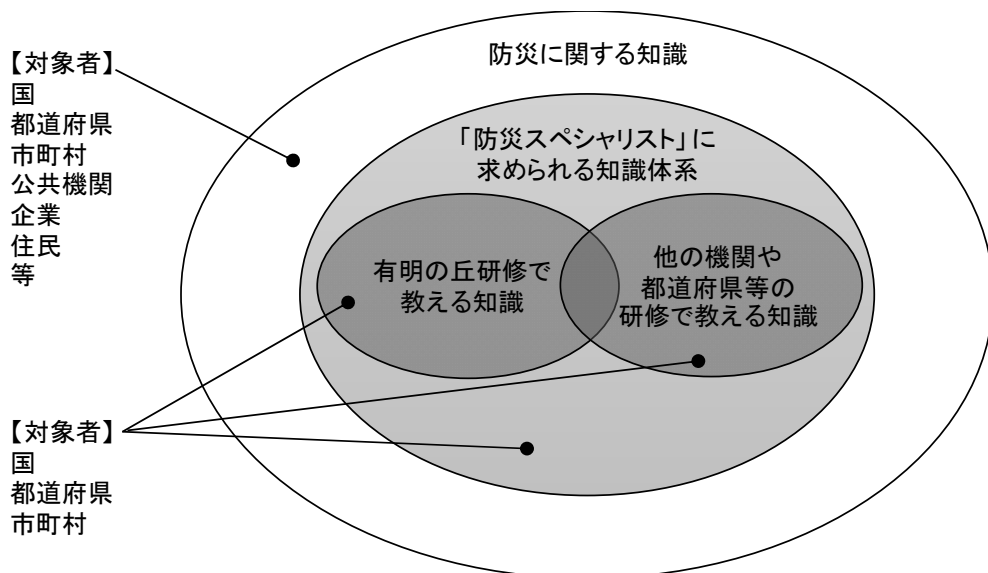 防災に関する知識
【対象者】
国
都道府県
市町村
公共機関
企業
住民
等
「防災スペシャリスト」に
求められる知識体系
有明の丘研修で
教える知識
他の機関や
都道府県等の
研修で教える知識
【対象者】
国
都道府県
市町村